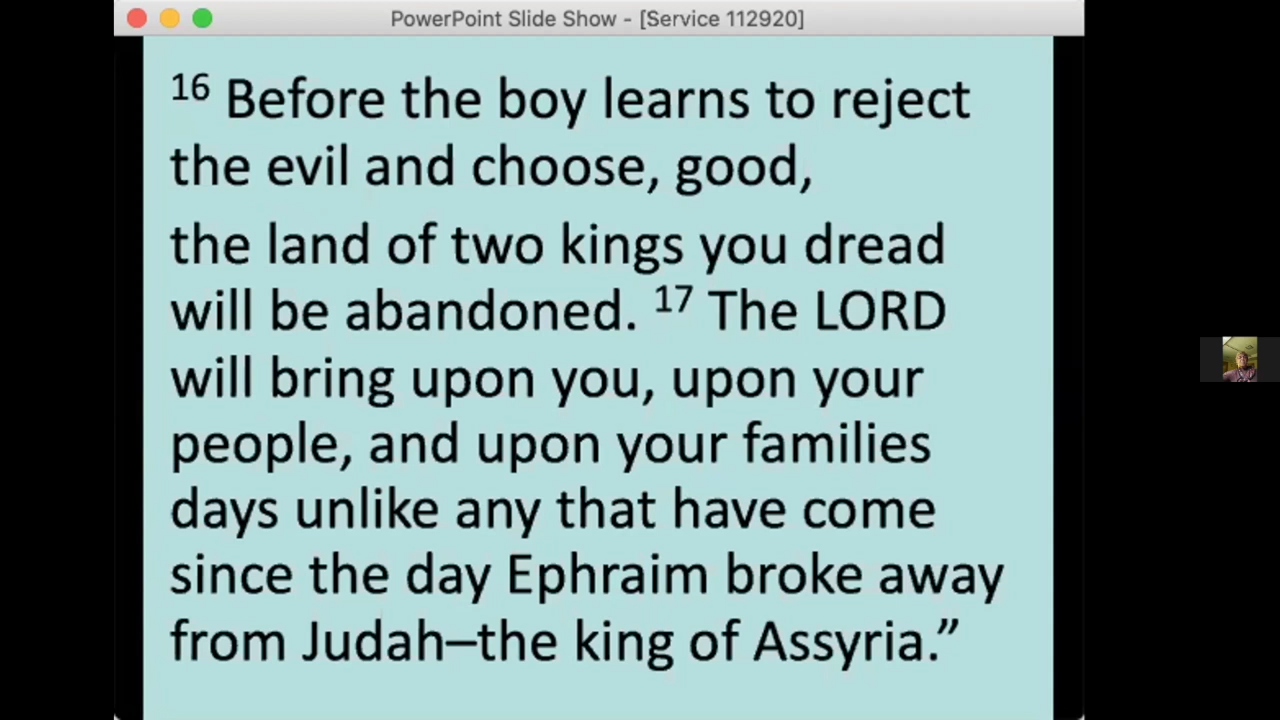 PowerPoint Slide Show - [Service 112920]
16 Before the boy learns to reject
the evil and choose, good,
the land of two kings you dread
will be abandoned. 17 The LORD
will bring upon you, upon your
people, and upon your families
days unlike any that have come
since the day Ephraim broke away
from Judah–the king of Assyria.”